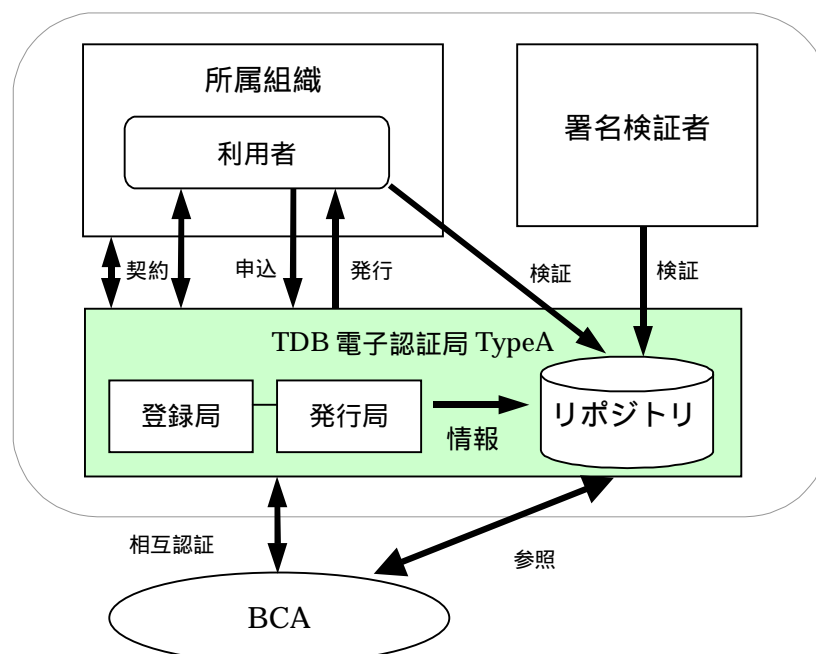 所属組織
利用者
署名検証者
契約
申込
発行
検証
検証
TDB 電子認証局 TypeA
登録局
発行局
情報
リポジトリ
相互認証
参照
BCA